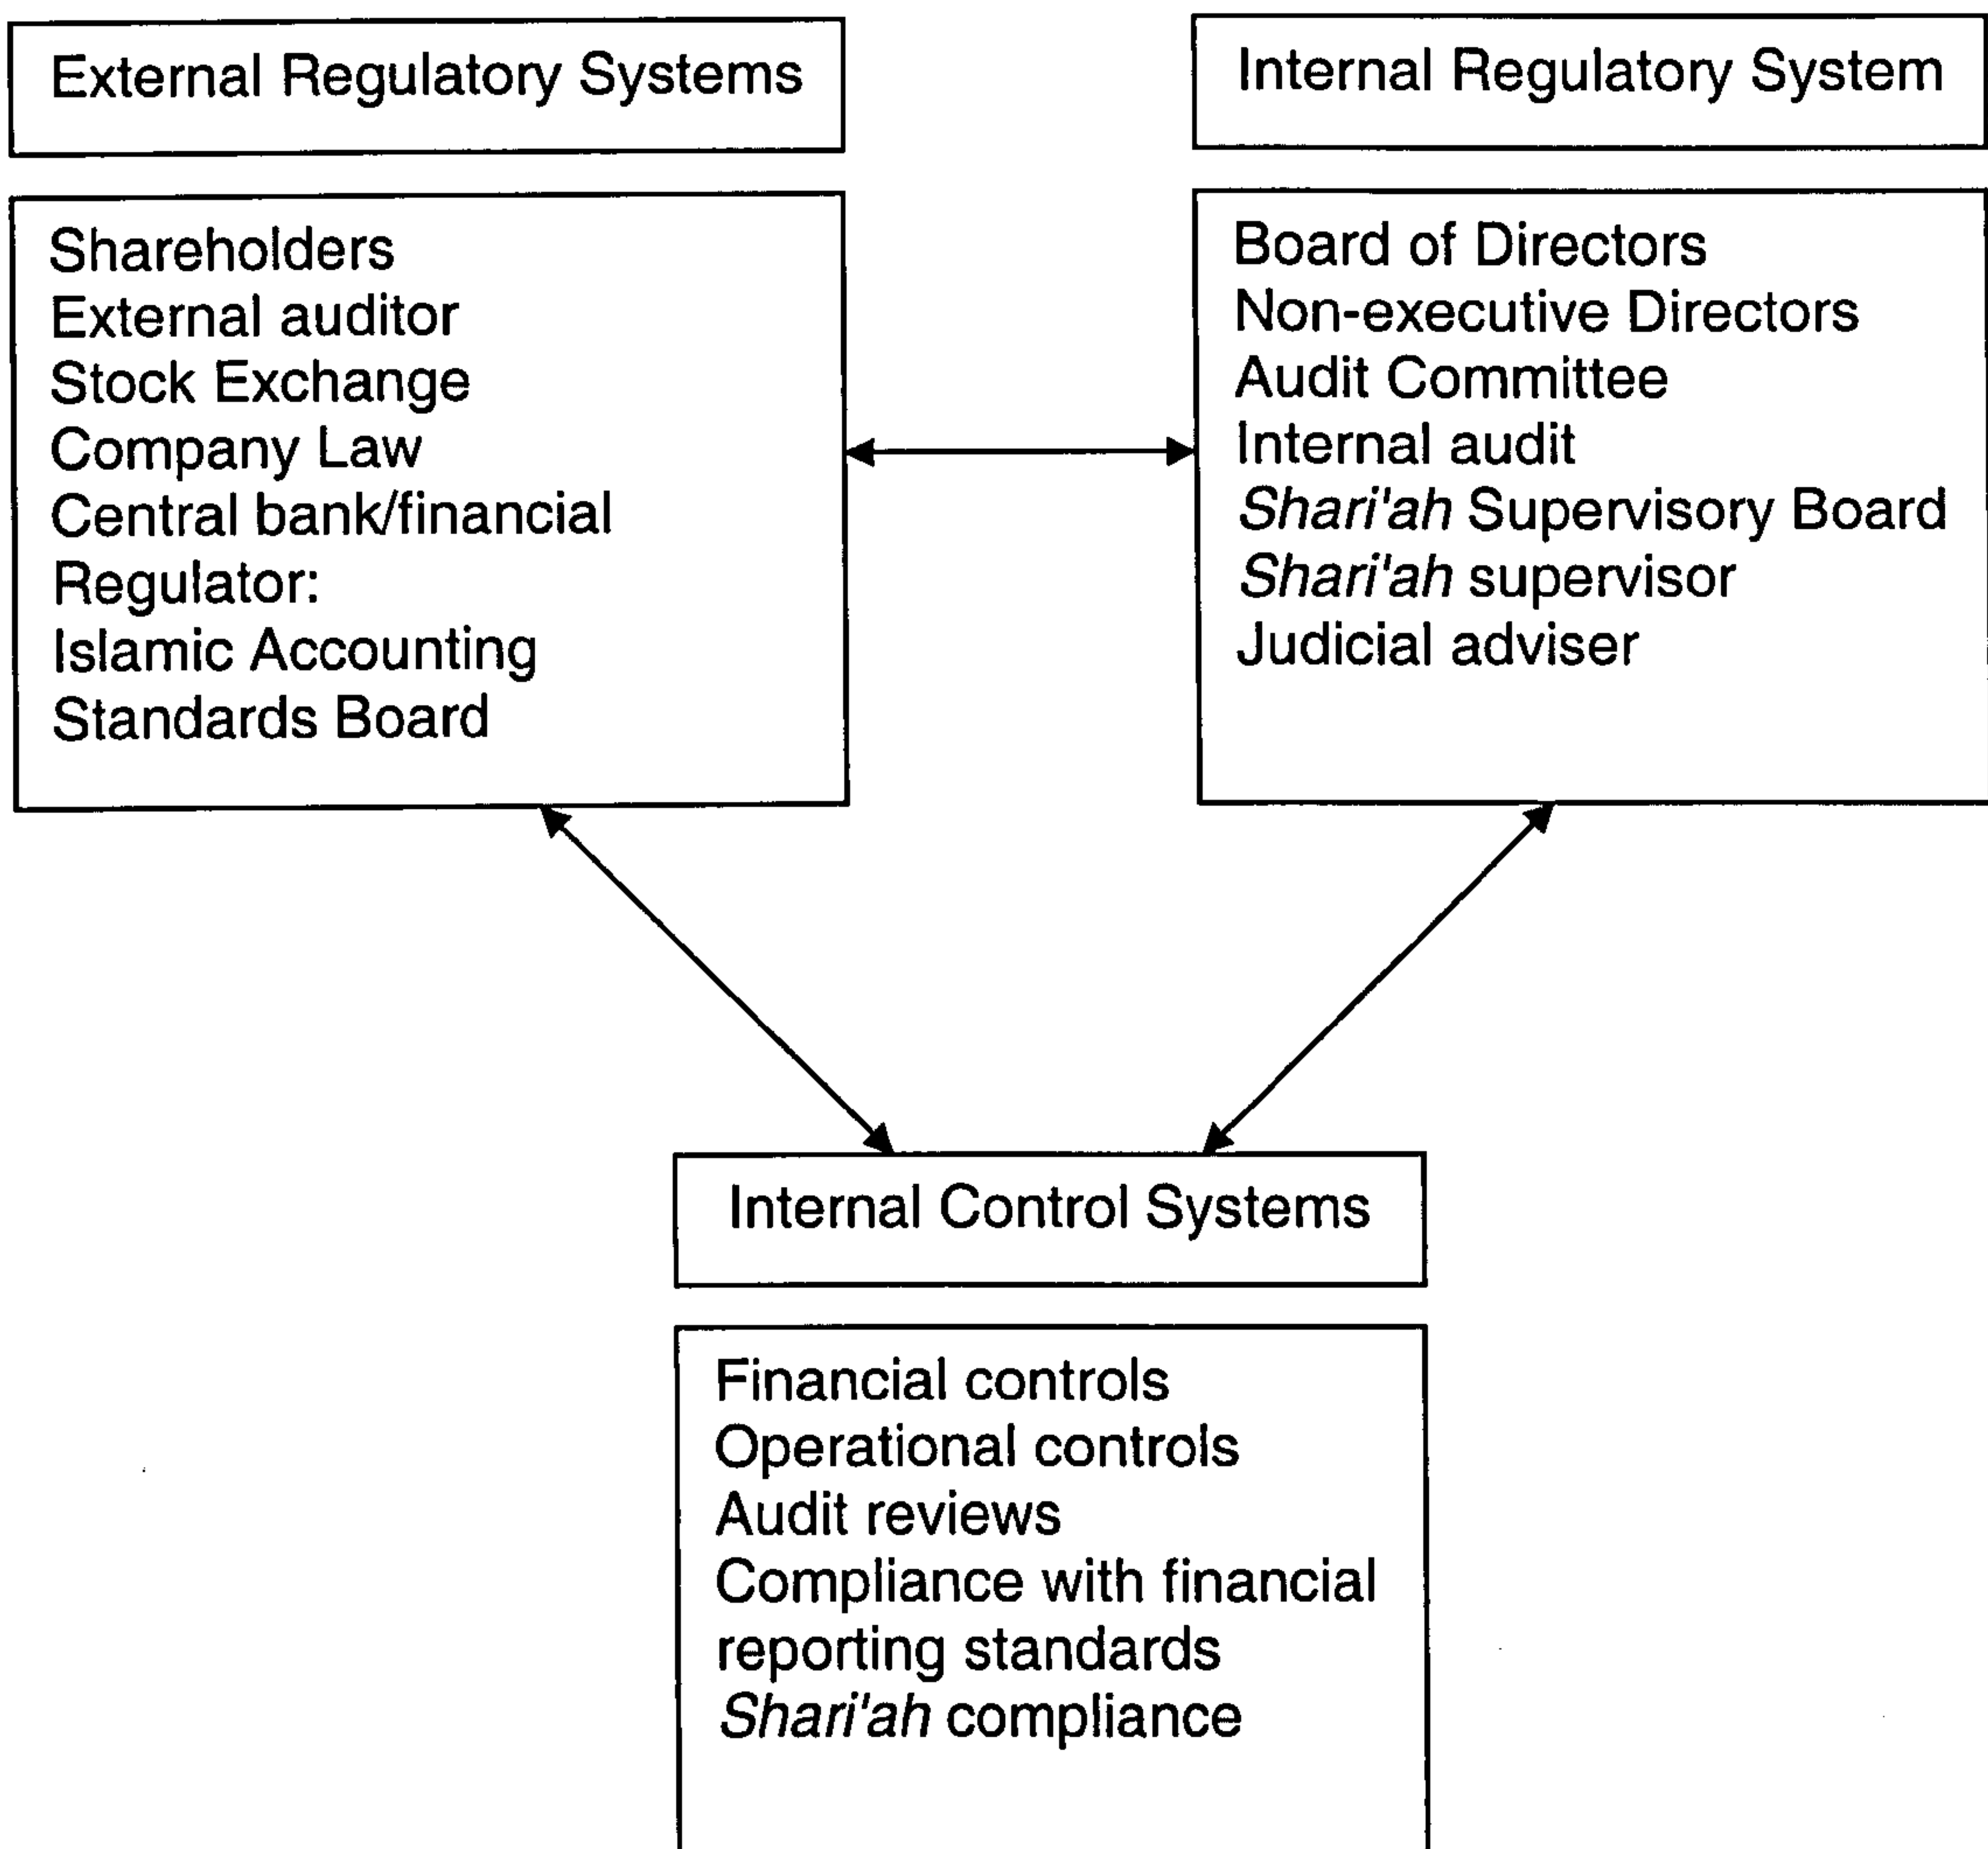 External Regulatory Systems
Shareholders
External auditor
Stock Exchange
Company Law
Central bank/financial
Regulator:
Islamic Accounting
Standards Board
Internal Regulatory System
Board of Directors
Non-executive Directors
Audit Committee
Internal audit
Shari'ah Supervisory Board
Shari'ah supervisor
Judicial adviser
Internal Control Systems
Financial controls
Operational controls
Audit reviews
Compliance with financial
reporting standards
Shari'ah compliance